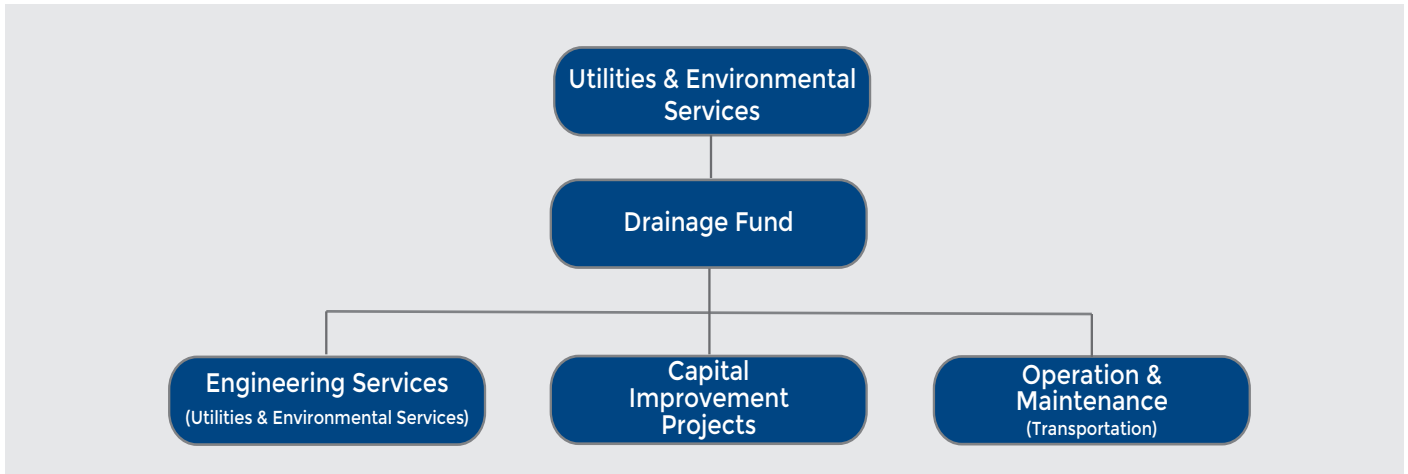 Utilities & Environmental
Services
Drainage Fund
Engineering Services
(Utilities & Environmental Services)
Capital
Improvement
Projects
Operation &
Maintenance
(Transportation)